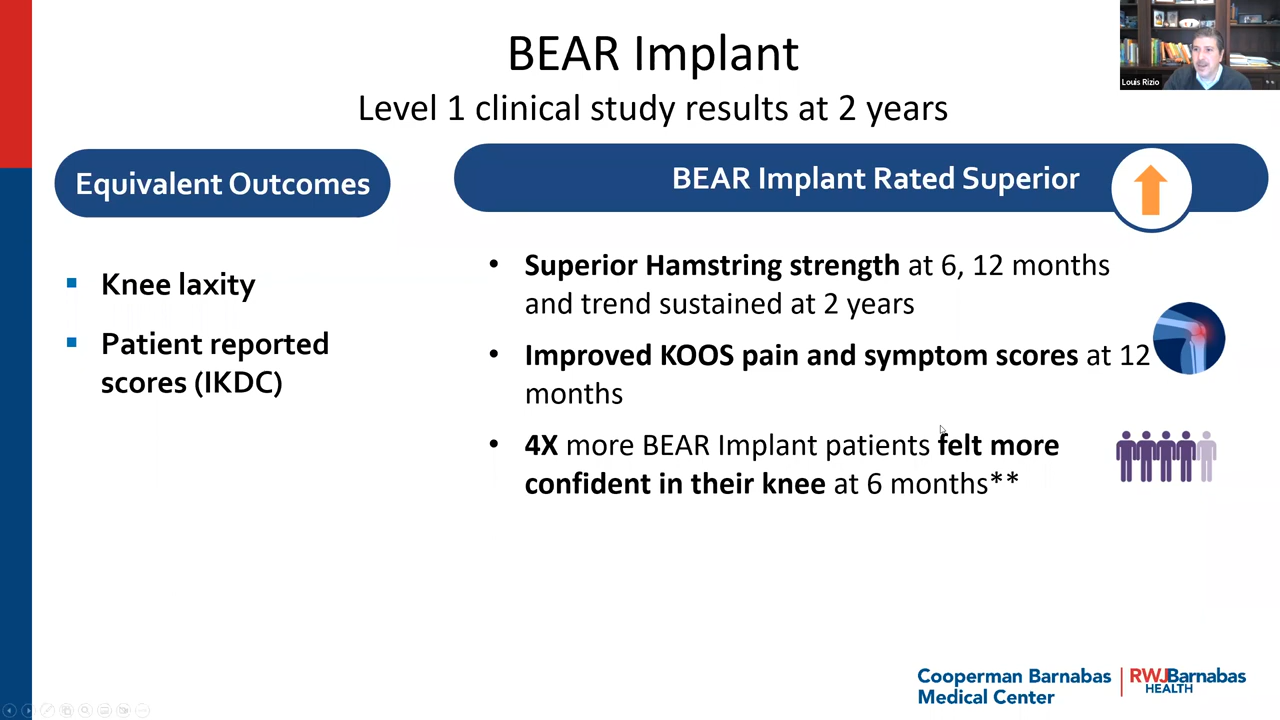 BEAR Implant
Level 1 clinical study results at 2 years
Louis Rizio
Equivalent Outcomes
Knee laxity
Patient reported
scores (IKDC)
BEAR Implant Rated Superior
• Superior Hamstring strength at 6, 12 months
and trend sustained at 2 years
• Improved KOOS pain and symptom scores at 12
months
• 4X more BEAR Implant patients felt more
confident in their knee at 6 months**
Cooperman Barnabas
Medical Center
RWJBarnabas
HEALTH